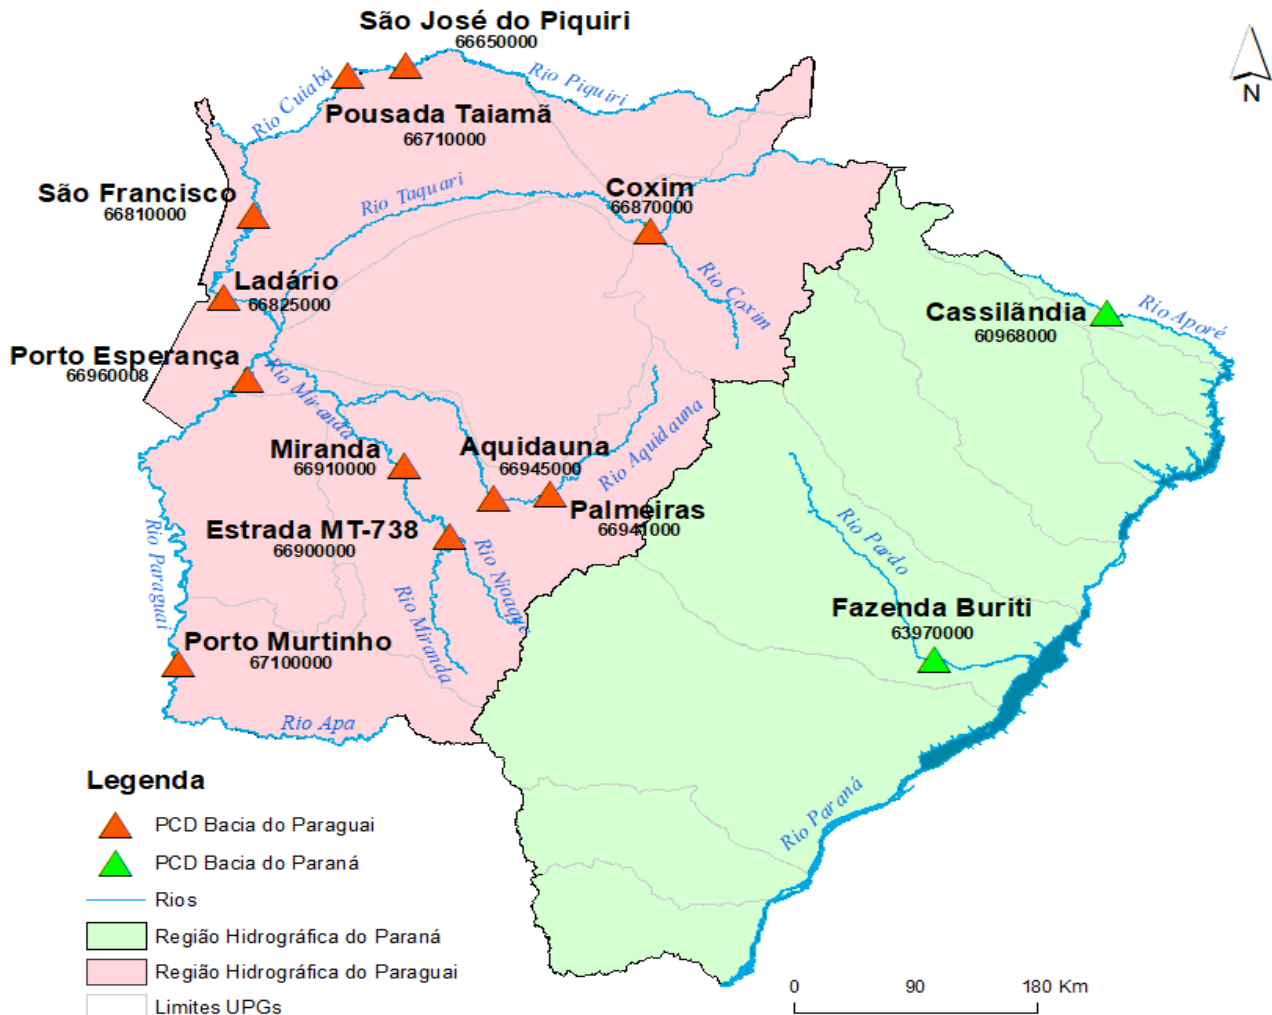 São José do Piquiri
66650000
Rio Cuiabá
Rio Piquiri
N
Pousada Taiamã
66710000
São Francisco
66810000
Rio Taquari
Coxim
66870000
Ladário
66825000
Rio Coxim
Cassilãndia
60968000
Rio Aporé
Porto Esperança
66960008
Rio Miranda
Miranda
66910000
Aquidauna
66945000
Rio Aquidauna
Palmeiras
66941000
Estrada MT-738
66900000
Rio Paraguai
Rio Nioaque
Rio Miranda
Rio Pardo
Fazenda Buriti
63970000
Porto Murtinho
67100000
Rio Apa
Rio Paraná
Legenda
PCD Bacia do Paraguai
PCD Bacia do Paraná
Rios
Região Hidrográfica do Paraná
Região Hidrográfica do Paraguai
Limites UPGs
0 90 180 Km